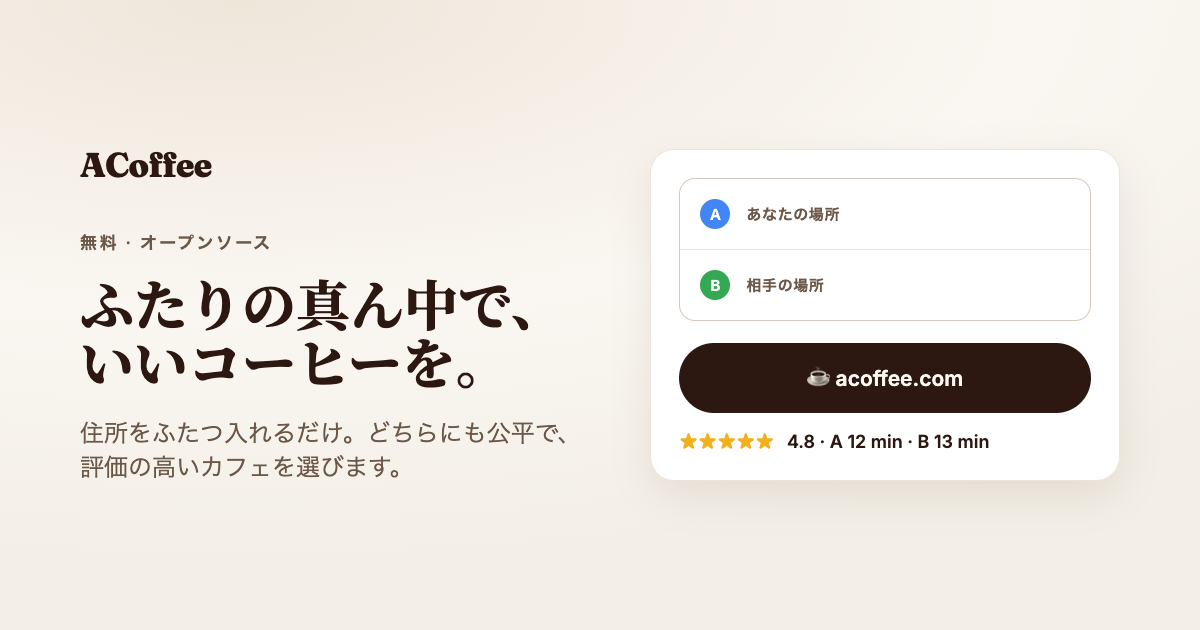 ACoffee
無料 · オープンソース
ふたりの真ん中で、
いいコーヒーを。
住所をふたつ入れるだけ。どちらにも公平で、
評価の高いカフェを選びます。
A あなたの場所
B 相手の場所
☕ acoffee.com
★★★★★ 4.8 · A 12 min · B 13 min